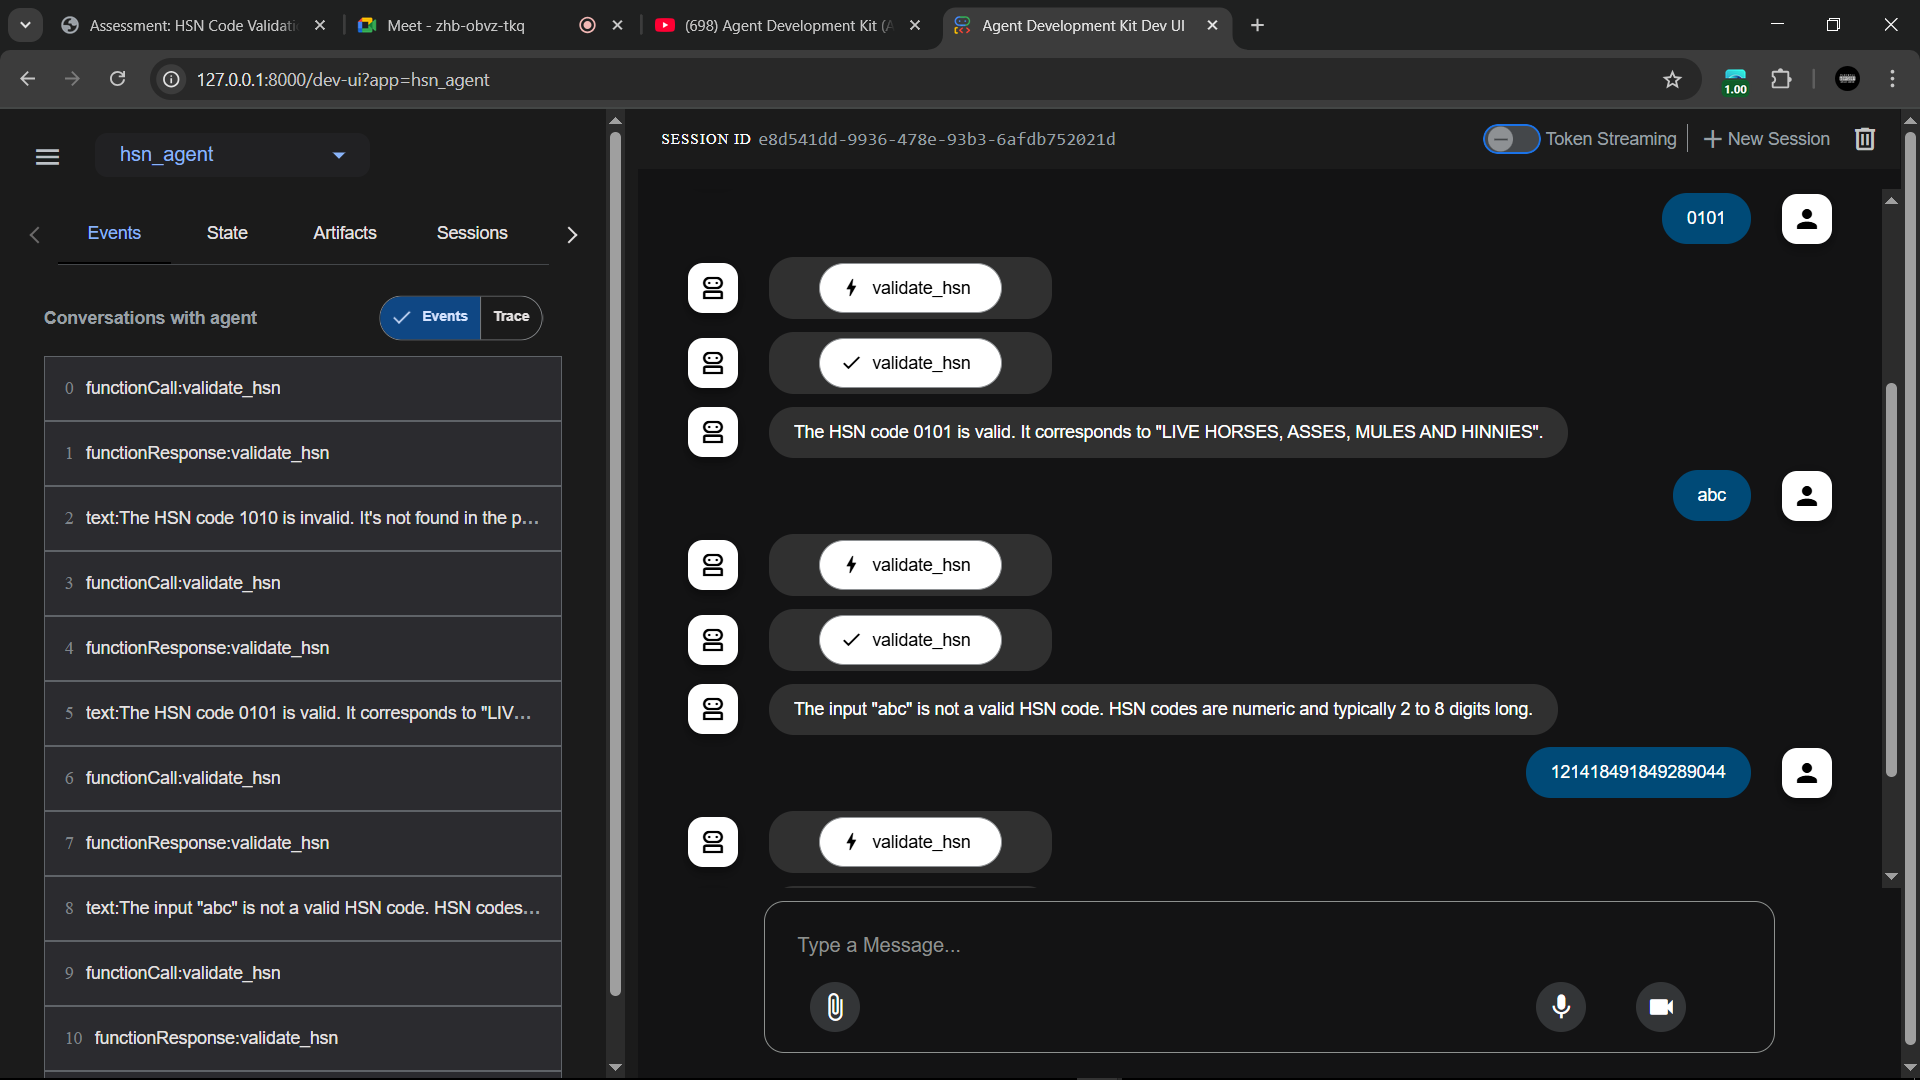 Assessment: HSN Code Validati
Meet - zhb-obvz-tkq
(698) Agent Development Kit (A
Agent Development Kit Dev UI
127.0.0.1:8000/dev-ui?app=hsn_agent
1.00
hsn_agent
Events
State
Artifacts
Sessions
Conversations with agent
Events
Trace
0 functionCall:validate_hsn
1 functionResponse:validate_hsn
2 text:The HSN code 1010 is invalid. It's not found in the p...
3 functionCall:validate_hsn
4 functionResponse:validate_hsn
5 text:The HSN code 0101 is valid. It corresponds to "LIV...
6 functionCall:validate_hsn
7 functionResponse:validate_hsn
8 text:The input "abc" is not a valid HSN code. HSN codes...
9 functionCall:validate_hsn
10 functionResponse:validate_hsn
SESSION ID e8d541dd-9936-478e-93b3-6afdb752021d
Token Streaming
New Session
0101
validate_hsn
validate_hsn
The HSN code 0101 is valid. It corresponds to "LIVE HORSES, ASSES, MULES AND HINNIES".
abc
validate_hsn
validate_hsn
The input "abc" is not a valid HSN code. HSN codes are numeric and typically 2 to 8 digits long.
121418491849289044
validate_hsn
Type a Message...